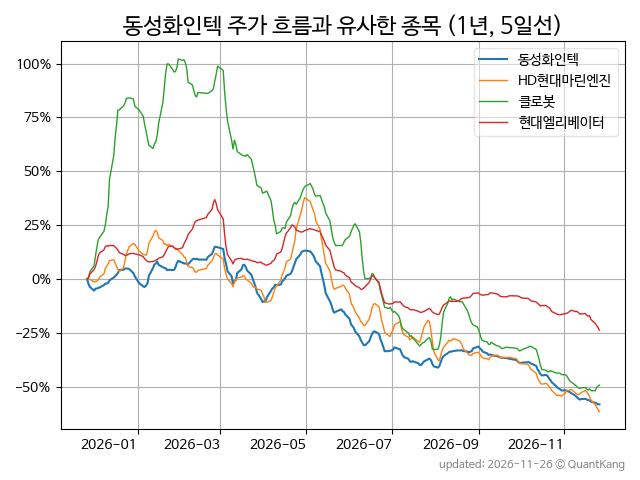 동성화인텍 주가 흐름과 유사한 종목 (1년, 5일선)
동성화인텍
HD현대마린엔진
클로봇
현대엘리베이터
100%
75%
50%
25%
0%
−25%
−50%
2026-01 2026-03 2026-05 2026-07 2026-09 2026-11
updated: 2026-11-26 © QuantKang